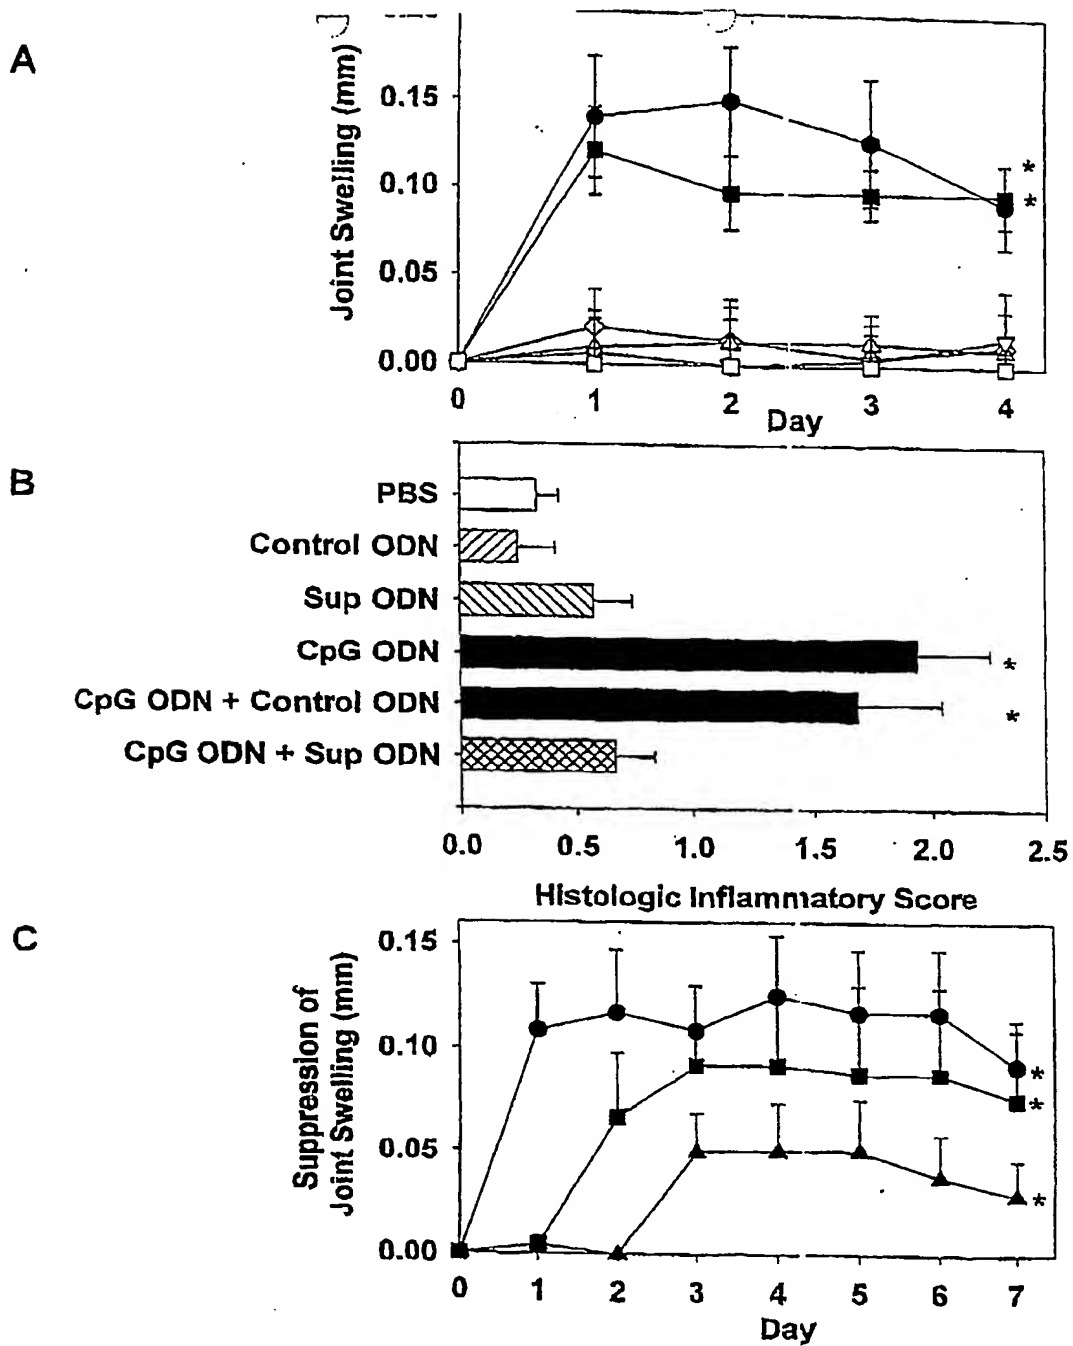 A
Joint Swelling (mm)
0.15
0.10
0.05
0.00
*
*
0 1 2 3 4
Day
B
PBS
Control ODN
Sup ODN
CpG ODN
*
CpG ODN + Control ODN
*
CpG ODN + Sup ODN
0.0 0.5 1.0 1.5 2.0 2.5
Histologic Inflammatory Score
C
Suppression of
Joint Swelling (mm)
0.15
0.10
0.05
0.00
*
*
*
0 1 2 3 4 5 6 7
Day